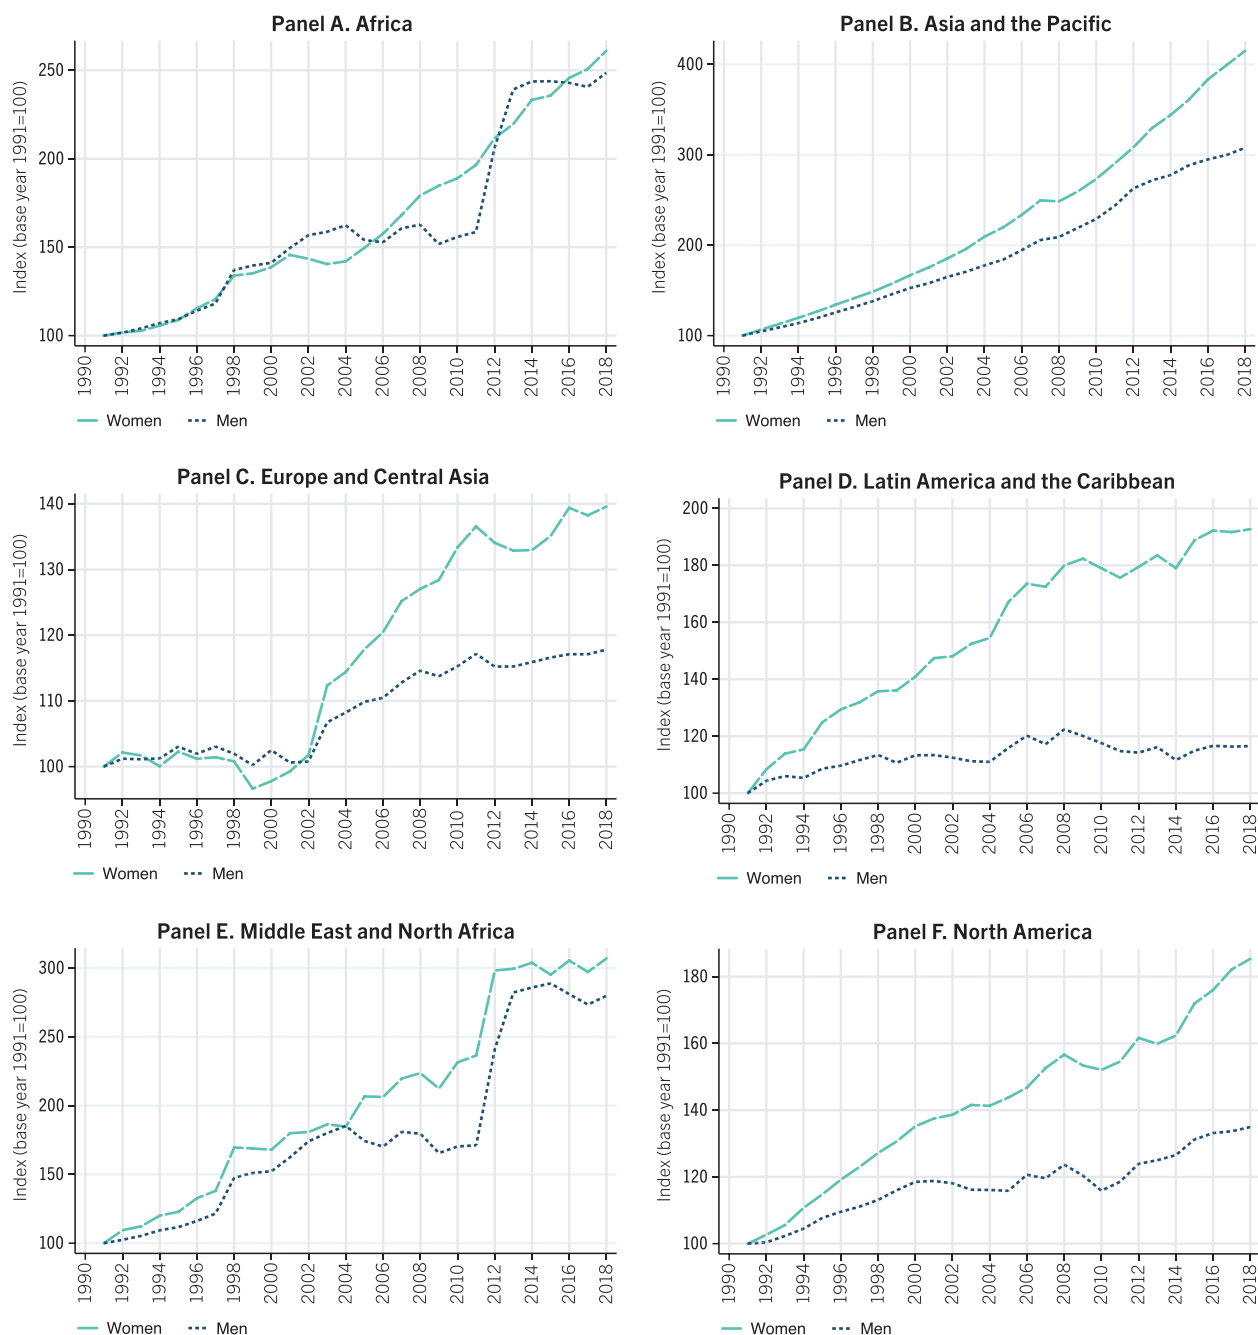 Panel A. Africa
Index (base year 1991=100)
250
200
150
100
1990 1992 1994 1996 1998 2000 2002 2004 2006 2008 2010 2012 2014 2016 2018
Women Men
Panel B. Asia and the Pacific
Index (base year 1991=100)
400
300
200
100
1990 1992 1994 1996 1998 2000 2002 2004 2006 2008 2010 2012 2014 2016 2018
Women Men
Panel C. Europe and Central Asia
Index (base year 1991=100)
140
130
120
110
100
1990 1992 1994 1996 1998 2000 2002 2004 2006 2008 2010 2012 2014 2016 2018
Women Men
Panel D. Latin America and the Caribbean
Index (base year 1991=100)
200
180
160
140
120
100
1990 1992 1994 1996 1998 2000 2002 2004 2006 2008 2010 2012 2014 2016 2018
Women Men
Panel E. Middle East and North Africa
Index (base year 1991=100)
300
250
200
150
100
1990 1992 1994 1996 1998 2000 2002 2004 2006 2008 2010 2012 2014 2016 2018
Women Men
Panel F. North America
Index (base year 1991=100)
180
160
140
120
100
1990 1992 1994 1996 1998 2000 2002 2004 2006 2008 2010 2012 2014 2016 2018
Women Men